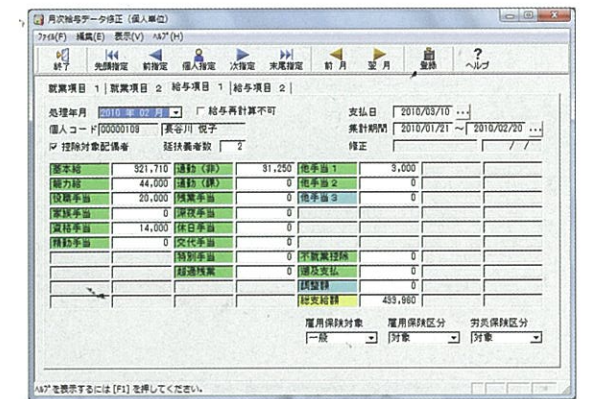 月次給与データ修正（個人単位）
ﾌｧｲﾙ(F) 編集(E) 表示(V) ﾍﾙﾌﾟ(H)
終了 先頭指定 前指定 個人指定 次指定 末尾指定 前 月 翌 月 登録 ヘルプ
就業項目 1 就業項目 2 給与項目 1 給与項目 2
処理年月 2010 年 02 月 給与再計算不可 支払日 2010/03/10 ...
個人コード 00000109 長谷川 悦子 集計期間 2010/01/21 ～ 2010/02/20 ...
控除対象配偶者 延扶養者数 2 修正 / /
基本給 321,710 通勤（非） 31,250 他手当1 3,000
能力給 44,000 通勤（課） 0 他手当2 0
役職手当 20,000 残業手当 0 他手当3 0
家族手当 0 深夜手当 0
資格手当 14,000 休日手当 0
精勤手当 0 交代手当 0
特別手当 0 不就業控除 0
超過残業 0 遡及支払 0
調整額 0
総支給額 433,960
雇用保険対象 雇用保険区分 労災保険区分
一般 対象 対象
ﾍﾙﾌﾟを表示するには [F1] を押してください。